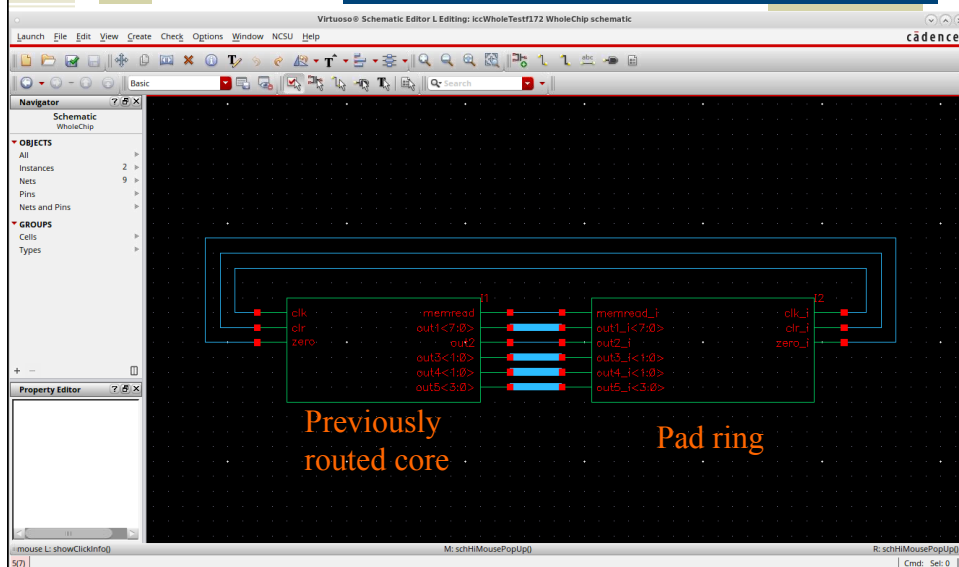 Virtuoso® Schematic Editor L Editing: iccWholeTestf172 WholeChip schematic
Launch File Edit View Create Check Options Window NCSU Help
cādence
Basic
Search
Navigator
Schematic
WholeChip
OBJECTS
All
Instances 2
Nets 9
Pins
Nets and Pins
GROUPS
Cells
Types
Property Editor
clk memread memread_i clk_i
clr out1<7:0> out1_i<7:0> clr_i
zero out2 out2_i zero_i
out3<1:0> out3_i<1:0>
out4<1:0> out4_i<1:0>
out5<3:0> out5_i<3:0>
Previously
routed core
Pad ring
mouse L: showClickInfo() M: schHiMousePopUp() R: schHiMousePopUp()
5(7) Cmd: Sel: 0